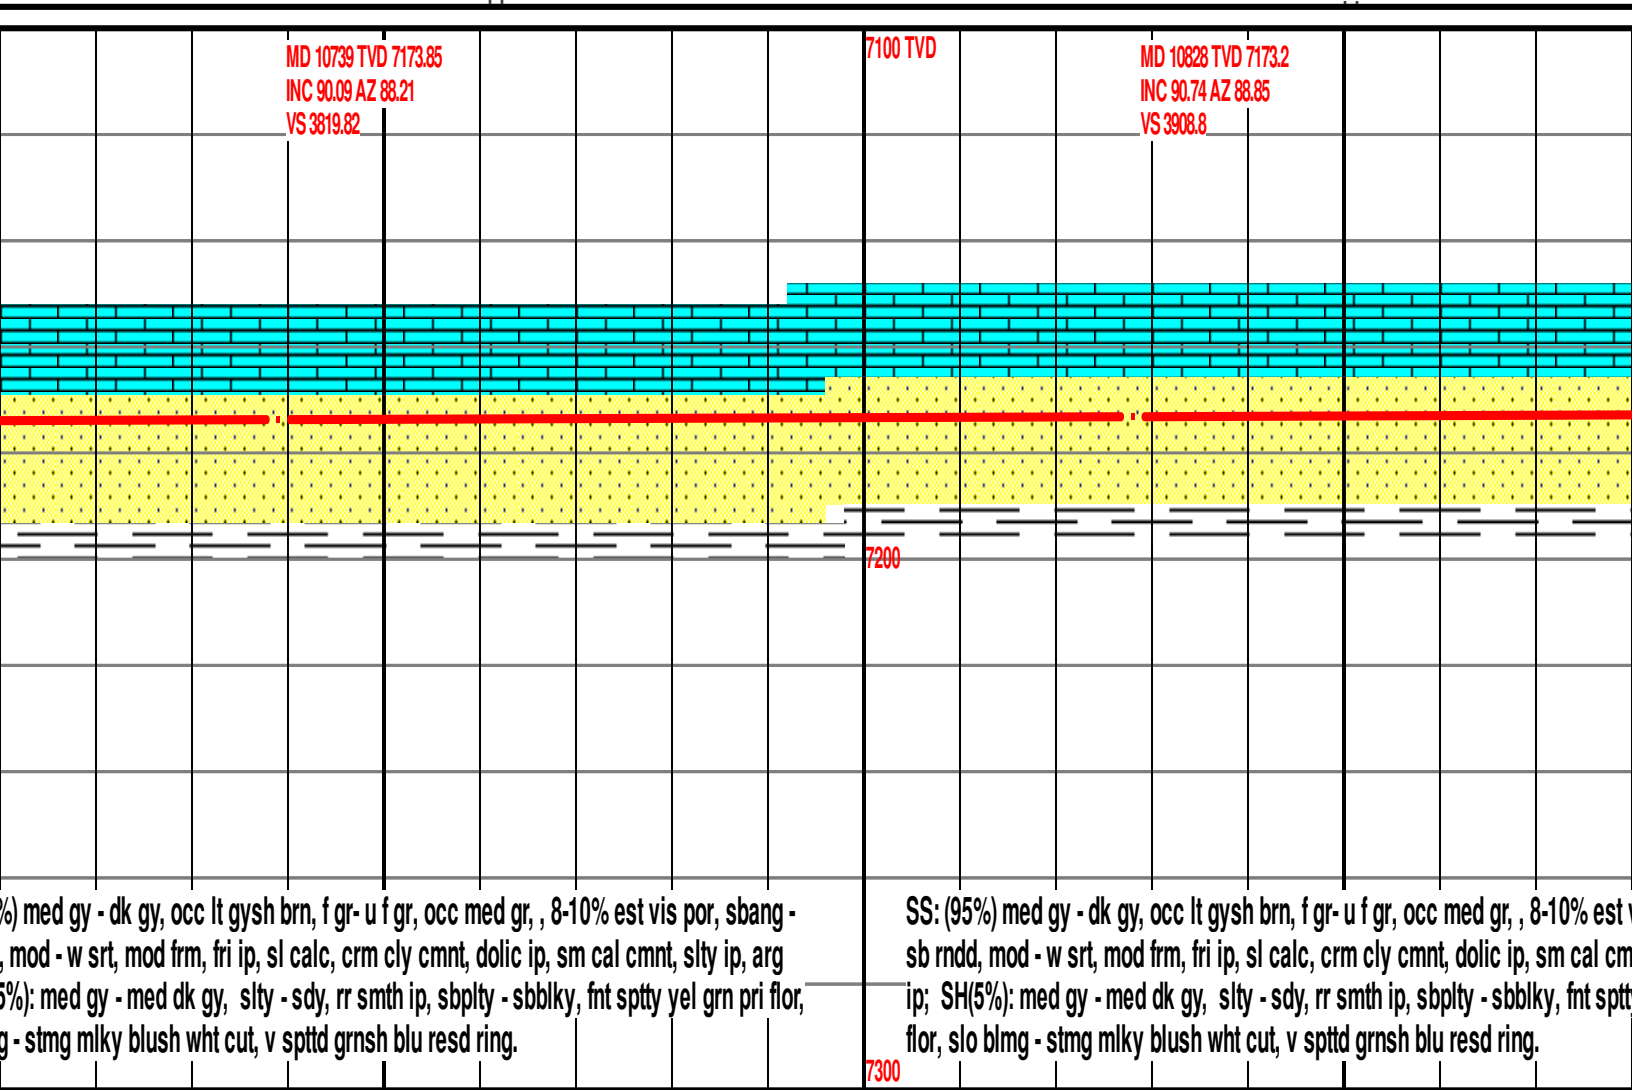 MD 10739 TVD 7173.85
INC 90.09 AZ 88.21
VS 3819.82
7100 TVD
MD 10828 TVD 7173.2
INC 90.74 AZ 88.85
VS 3908.8
7200
%) med gy - dk gy, occ lt gysh brn, f gr- u f gr, occ med gr, , 8-10% est vis por, sbang -
, mod - w srt, mod frm, fri ip, sl calc, crm cly cmnt, dolic ip, sm cal cmnt, slty ip, arg
5%): med gy - med dk gy, slty - sdy, rr smth ip, sbplty - sbblky, fnt sptty yel grn pri flor,
g - stmg mlky blush wht cut, v spttd grnsh blu resd ring.
SS: (95%) med gy - dk gy, occ lt gysh brn, f gr- u f gr, occ med gr, , 8-10% est v
sb rndd, mod - w srt, mod frm, fri ip, sl calc, crm cly cmnt, dolic ip, sm cal cm
ip; SH(5%): med gy - med dk gy, slty - sdy, rr smth ip, sbplty - sbblky, fnt sptt
flor, slo blmg - stmg mlky blush wht cut, v spttd grnsh blu resd ring.
7300